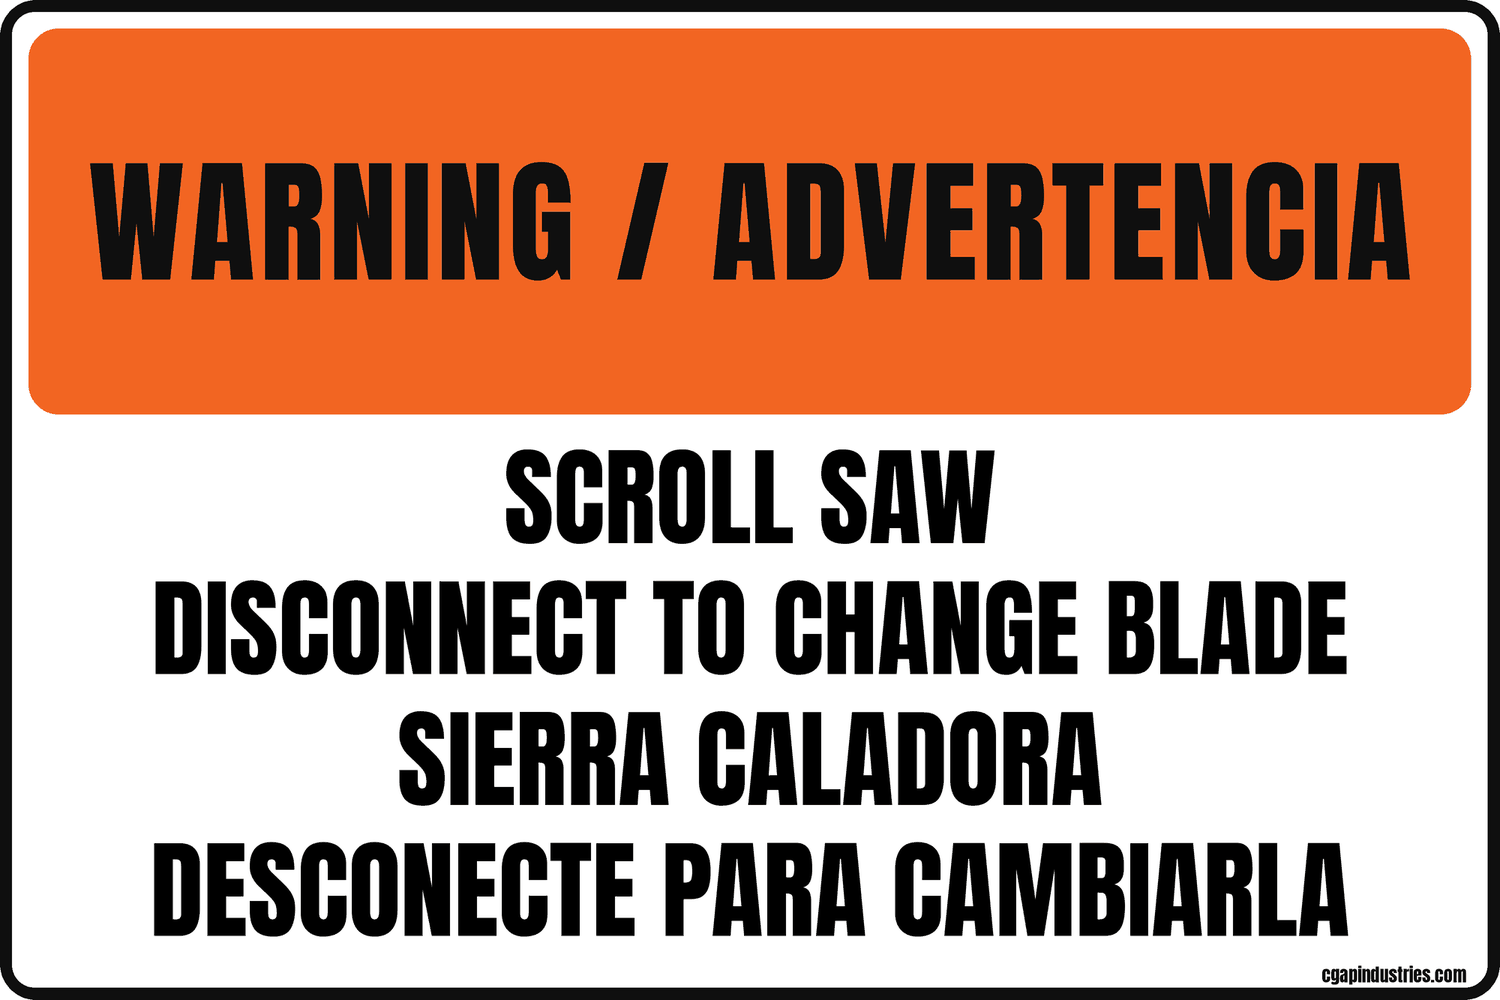 WARNING / ADVERTENCIA
SCROLL SAW
DISCONNECT TO CHANGE BLADE
SIERRA CALADORA
DESCONECTE PARA CAMBIARLA
cgapindustries.com